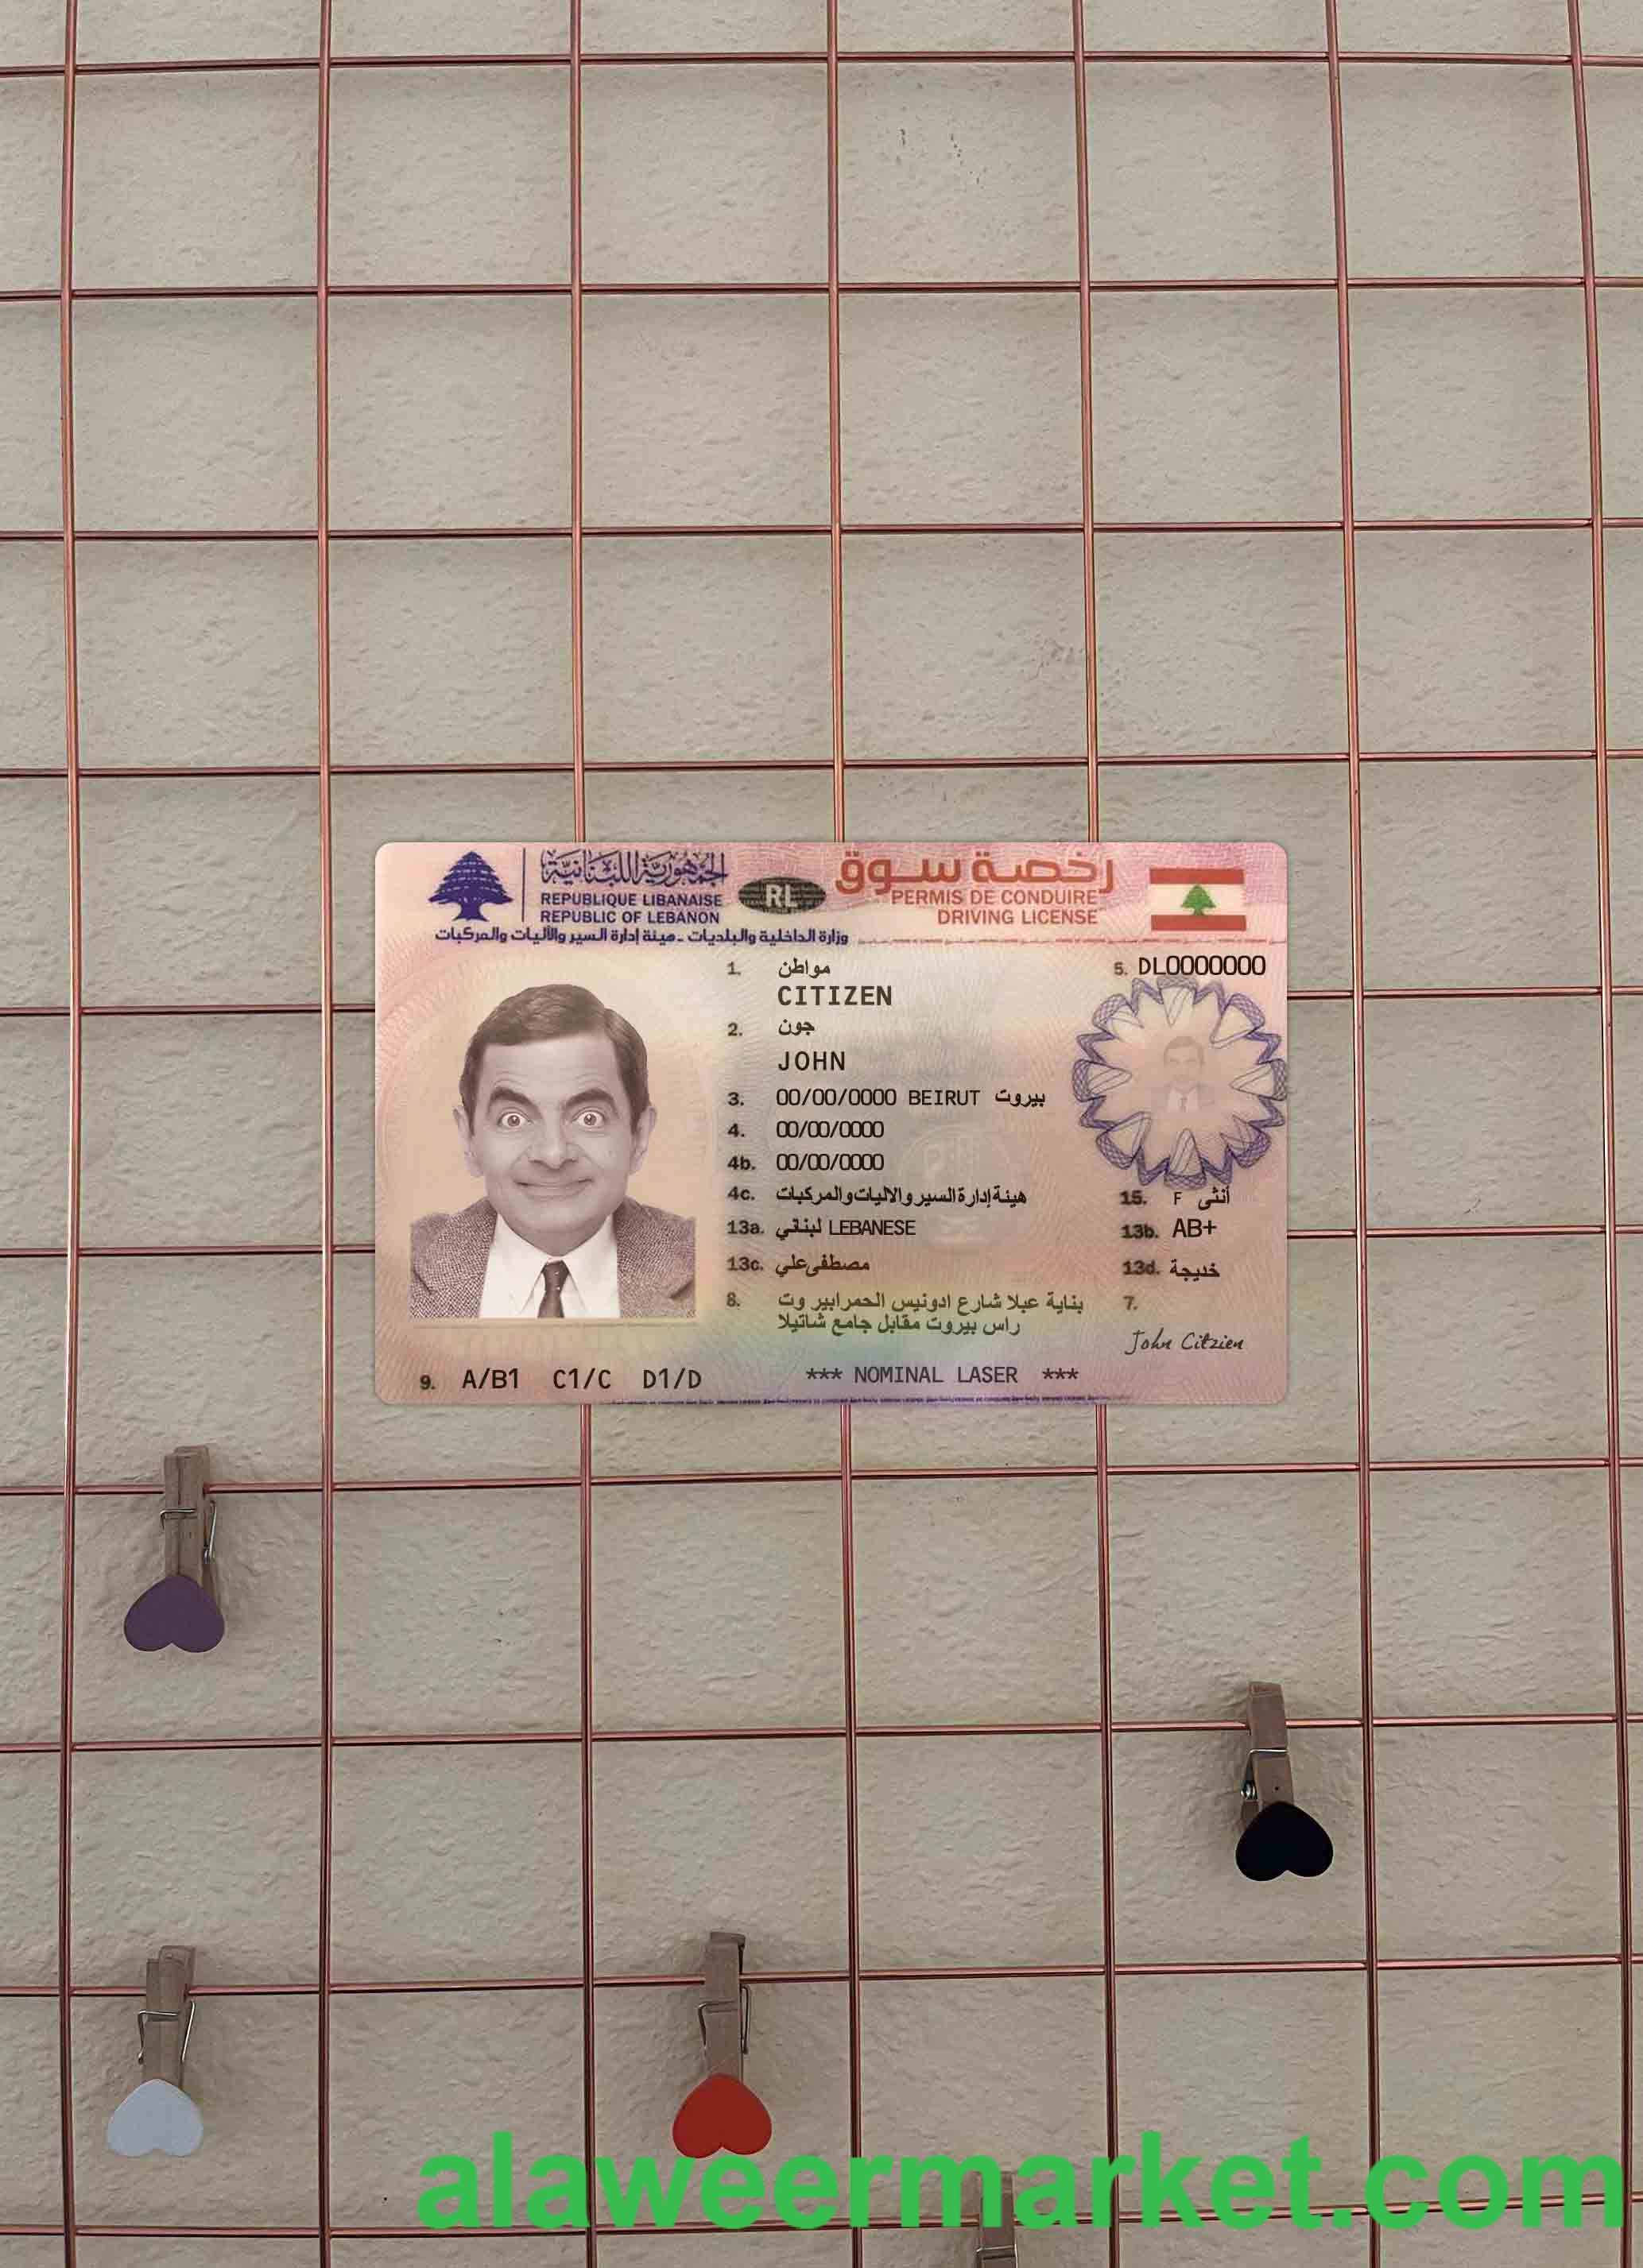 الجمهورية اللبنانية
REPUBLIQUE LIBANAISE
REPUBLIC OF LEBANON
وزارة الداخلية والبلديات - هيئة إدارة السير والآليات والمركبات
RL
رخصة سوق
PERMIS DE CONDUIRE
DRIVING LICENSE
1. مواطن
CITIZEN
5. DL0000000
2. جون
JOHN
3. 00/00/0000 BEIRUT بيروت
4. 00/00/0000
4b. 00/00/0000
4c. هيئة إدارة السير والاليات والمركبات
15. F أنثى
13a. لبناني LEBANESE
13b. AB+
13c. مصطفى علي
13d. خديجة
8. بناية عبلا شارع ادونيس الحمرابير وت
راس بيروت مقابل جامع شاتيلا
7.
John Citzien
9. A/B1 C1/C D1/D
*** NOMINAL LASER ***
alaweermarket.com